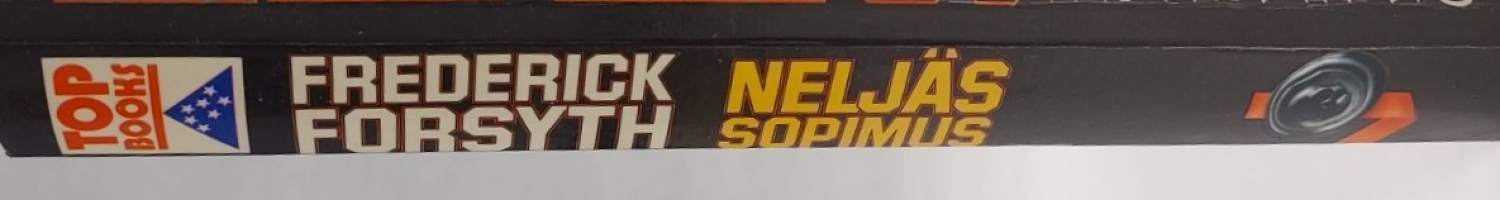 TOP
BOOKS
FREDERICK
FORSYTH
NELJÄS
SOPIMUS